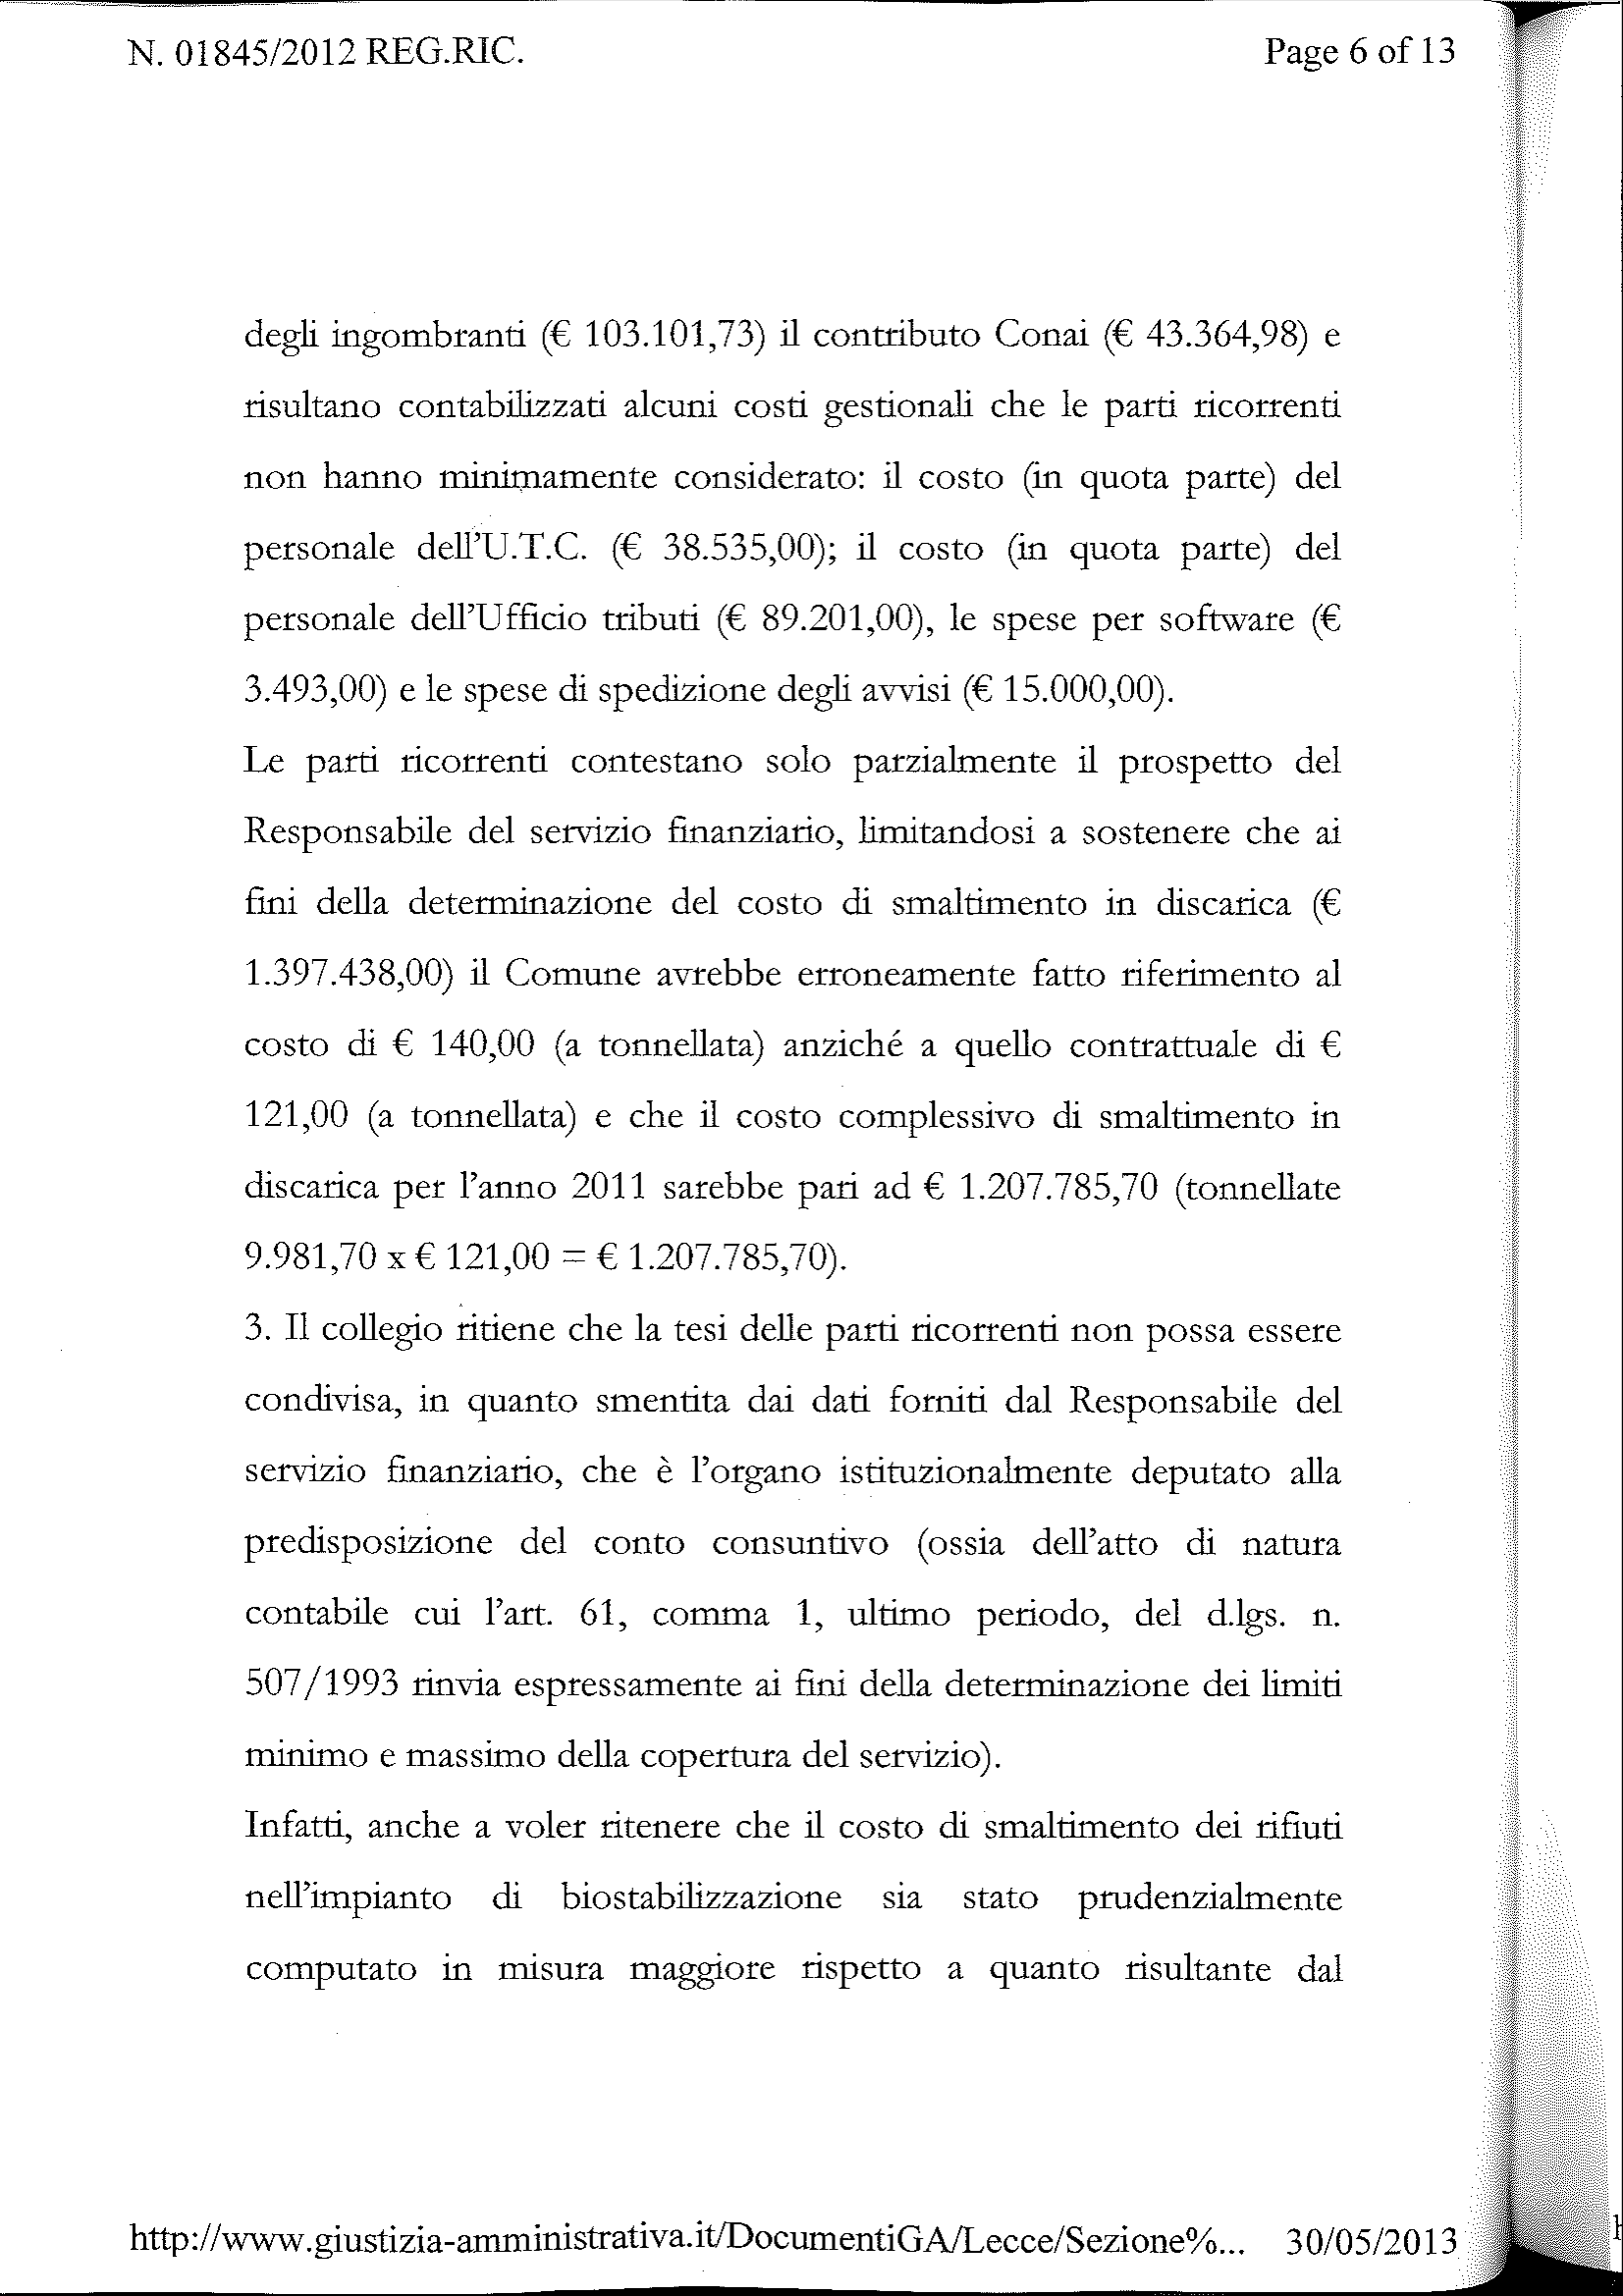 N. 01845/2012 REG.RIC.
Page 6 of 13
degli ingombranti (€ 103.101,73) il contributo Conai (€ 43.364,98) e
risultano contabilizzati alcuni costi gestionali che le parti ricorrenti
non hanno minimamente considerato: il costo (in quota parte) del
personale dell'U.T.C. (€ 38.535,00); il costo (in quota parte) del
personale dell'Ufficio tributi (€ 89.201,00), le spese per software (€
3.493,00) e le spese di spedizione degli avvisi (€ 15.000,00).
Le parti ricorrenti contestano solo parzialmente il prospetto del
Responsabile del servizio finanziario, limitandosi a sostenere che ai
fini della determinazione del costo di smaltimento in discarica (€
1.397.438,00) il Comune avrebbe erroneamente fatto riferimento al
costo di € 140,00 (a tonnellata) anziché a quello contrattuale di €
121,00 (a tonnellata) e che il costo complessivo di smaltimento in
discarica per l'anno 2011 sarebbe pari ad € 1.207.785,70 (tonnellate
9.981,70 x € 121,00 = € 1.207.785,70).
3. Il collegio ritiene che la tesi delle parti ricorrenti non possa essere
condivisa, in quanto smentita dai dati forniti dal Responsabile del
servizio finanziario, che è l'organo istituzionalmente deputato alla
predisposizione del conto consuntivo (ossia dell'atto di natura
contabile cui l'art. 61, comma 1, ultimo periodo, del d.lgs. n.
507/1993 rinvia espressamente ai fini della determinazione dei limiti
minimo e massimo della copertura del servizio).
Infatti, anche a voler ritenere che il costo di smaltimento dei rifiuti
nell'impianto di biostabilizzazione sia stato prudenzialmente
computato in misura maggiore rispetto a quanto risultante dal
http://www.giustizia-amministrativa.it/DocumentiGA/Lecce/Sezione%...
30/05/2013